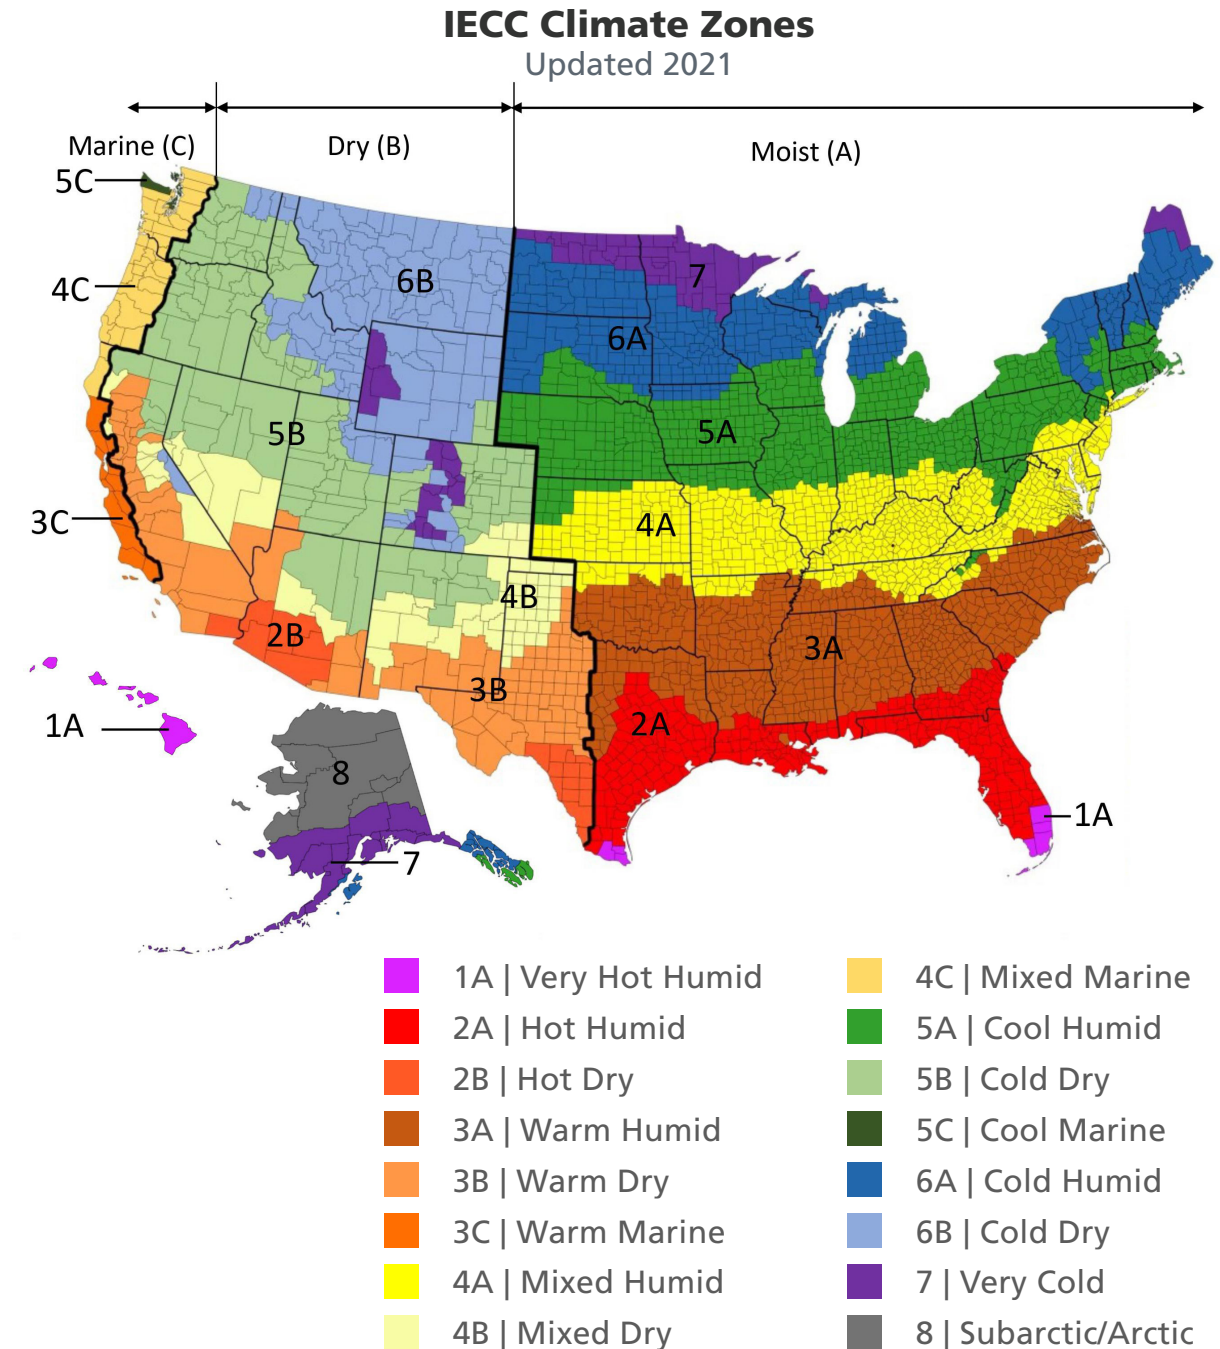 IECC Climate Zones
Updated 2021
Marine (C)
Dry (B)
Moist (A)
5C
4C
6B
7
6A
5B
5A
3C
4A
4B
2B
3A
3B
1A
2A
8
1A
7
1A | Very Hot Humid
2A | Hot Humid
2B | Hot Dry
3A | Warm Humid
3B | Warm Dry
3C | Warm Marine
4A | Mixed Humid
4B | Mixed Dry
4C | Mixed Marine
5A | Cool Humid
5B | Cold Dry
5C | Cool Marine
6A | Cold Humid
6B | Cold Dry
7 | Very Cold
8 | Subarctic/Arctic